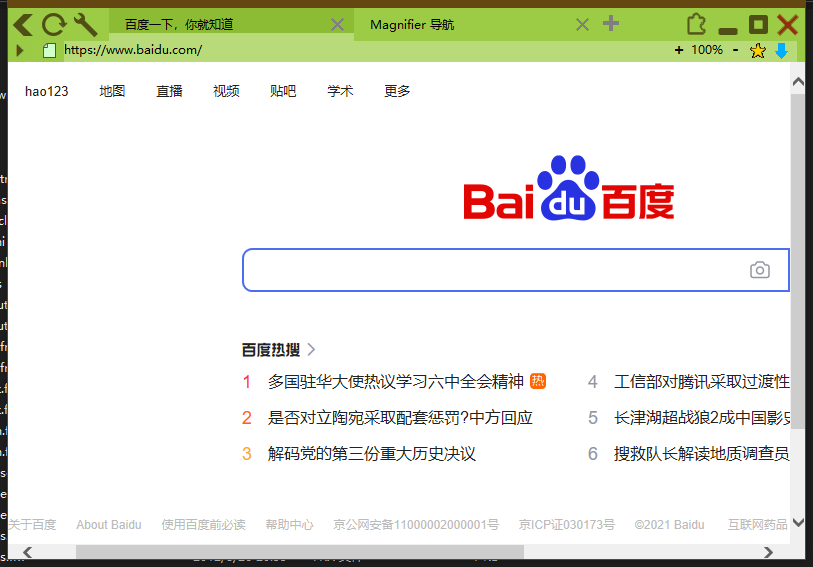 百度一下，你就知道 Magnifier 导航
https://www.baidu.com/ + 100% -
hao123 地图 直播 视频 贴吧 学术 更多
Bai du 百度
百度热搜
1 多国驻华大使热议学习六中全会精神 热
4 工信部对腾讯采取过渡性
2 是否对立陶宛采取配套惩罚?中方回应
5 长津湖超战狼2成中国影
3 解码党的第三份重大历史决议
6 搜救队长解读地质调查员
关于百度 About Baidu 使用百度前必读 帮助中心 京公网安备11000002000001号 京ICP证030173号 ©2021 Baidu 互联网药品